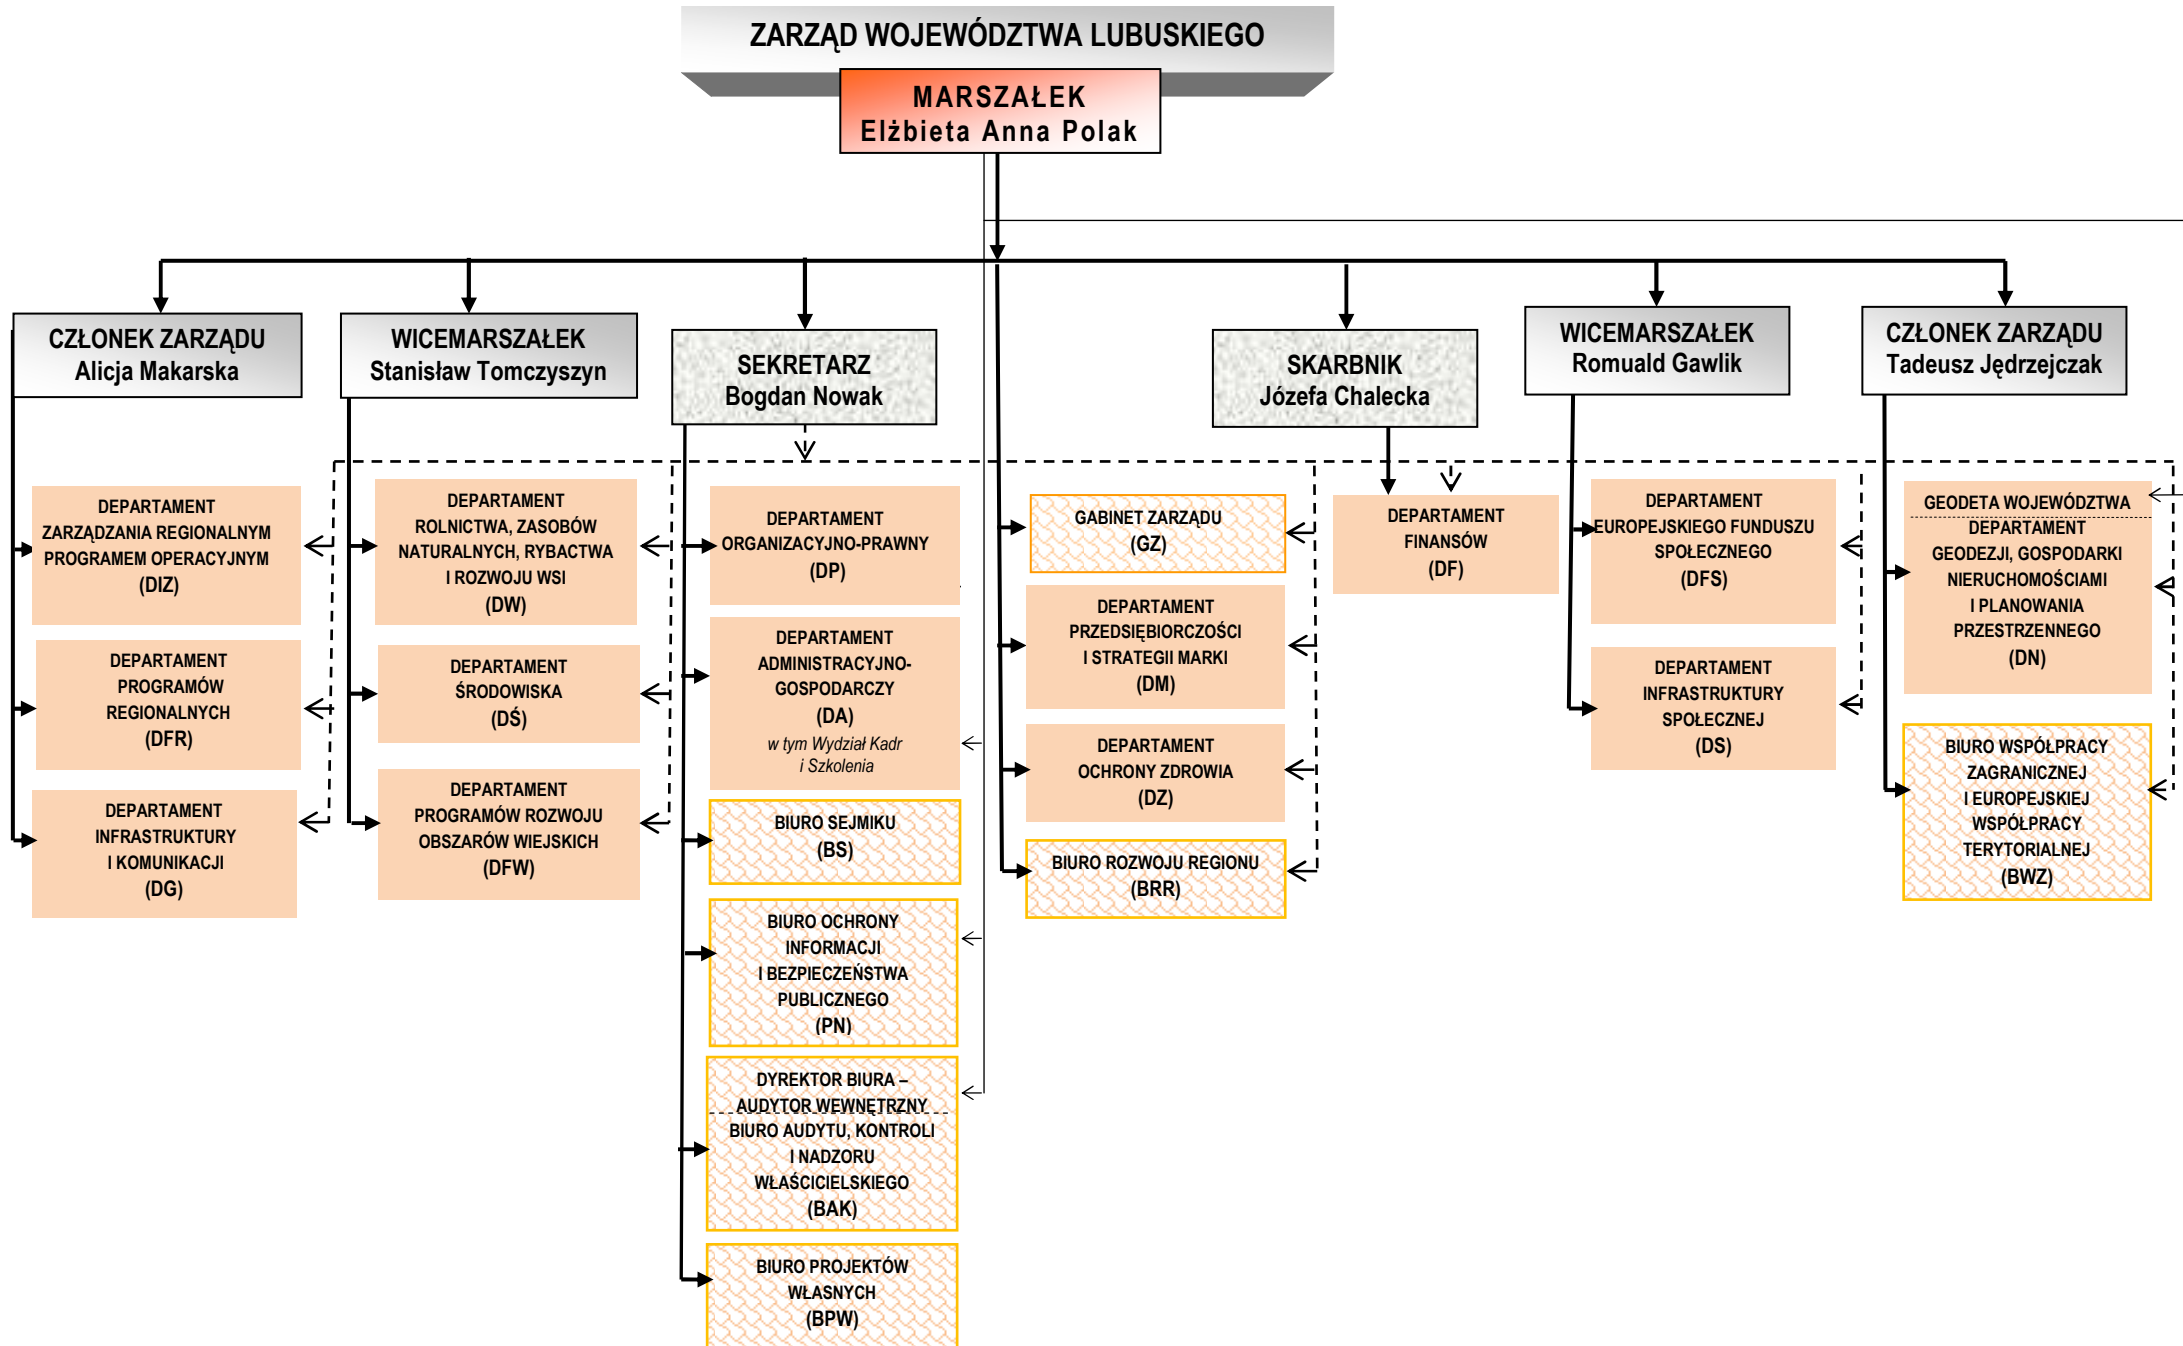 ZARZĄD WOJEWÓDZTWA LUBUSKIEGO
MARSZAŁEK
Elżbieta Anna Polak
CZŁONEK ZARZĄDU
Alicja Makarska
WICEMARSZAŁEK
Stanisław Tomczyszyn
SEKRETARZ
Bogdan Nowak
SKARBNIK
Józefa Chalecka
WICEMARSZAŁEK
Romuald Gawlik
CZŁONEK ZARZĄDU
Tadeusz Jędrzejczak
DEPARTAMENT
ZARZĄDZANIA REGIONALNYM
PROGRAMEM OPERACYJNYM
(DIZ)
DEPARTAMENT
PROGRAMÓW
REGIONALNYCH
(DFR)
DEPARTAMENT
INFRASTRUKTURY
I KOMUNIKACJI
(DG)
DEPARTAMENT
ROLNICTWA, ZASOBÓW
NATURALNYCH, RYBACTWA
I ROZWOJU WSI
(DW)
DEPARTAMENT
ŚRODOWISKA
(DŚ)
DEPARTAMENT
PROGRAMÓW ROZWOJU
OBSZARÓW WIEJSKICH
(DFW)
DEPARTAMENT
ORGANIZACYJNO-PRAWNY
(DP)
DEPARTAMENT
ADMINISTRACYJNO-
GOSPODARCZY
(DA)
w tym Wydział Kadr
i Szkolenia
BIURO SEJMIKU
(BS)
BIURO OCHRONY
INFORMACJI
I BEZPIECZEŃSTWA
PUBLICZNEGO
(PN)
DYREKTOR BIURA –
AUDYTOR WEWNĘTRZNY
BIURO AUDYTU, KONTROLI
I NADZORU
WŁAŚCICIELSKIEGO
(BAK)
BIURO PROJEKTÓW
WŁASNYCH
(BPW)
GABINET ZARZĄDU
(GZ)
DEPARTAMENT
PRZEDSIĘBIORCZOŚCI
I STRATEGII MARKI
(DM)
DEPARTAMENT
OCHRONY ZDROWIA
(DZ)
BIURO ROZWOJU REGIONU
(BRR)
DEPARTAMENT
FINANSÓW
(DF)
DEPARTAMENT
EUROPEJSKIEGO FUNDUSZU
SPOŁECZNEGO
(DFS)
DEPARTAMENT
INFRASTRUKTURY
SPOŁECZNEJ
(DS)
GEODETA WOJEWÓDZTWA
DEPARTAMENT
GEODEZJI, GOSPODARKI
NIERUCHOMOŚCIAMI
I PLANOWANIA
PRZESTRZENNEGO
(DN)
BIURO WSPÓŁPRACY
ZAGRANICZNEJ
I EUROPEJSKIEJ
WSPÓŁPRACY
TERYTORIALNEJ
(BWZ)